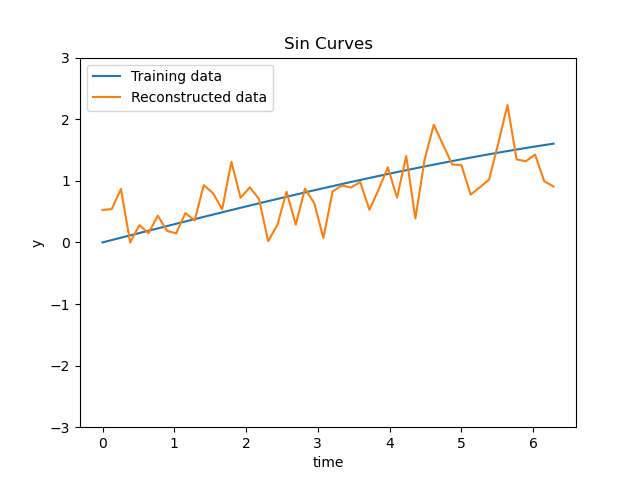 Sin Curves
Training data
Reconstructed data
3
2
1
0
−1
−2
−3
y
0 1 2 3 4 5 6
time